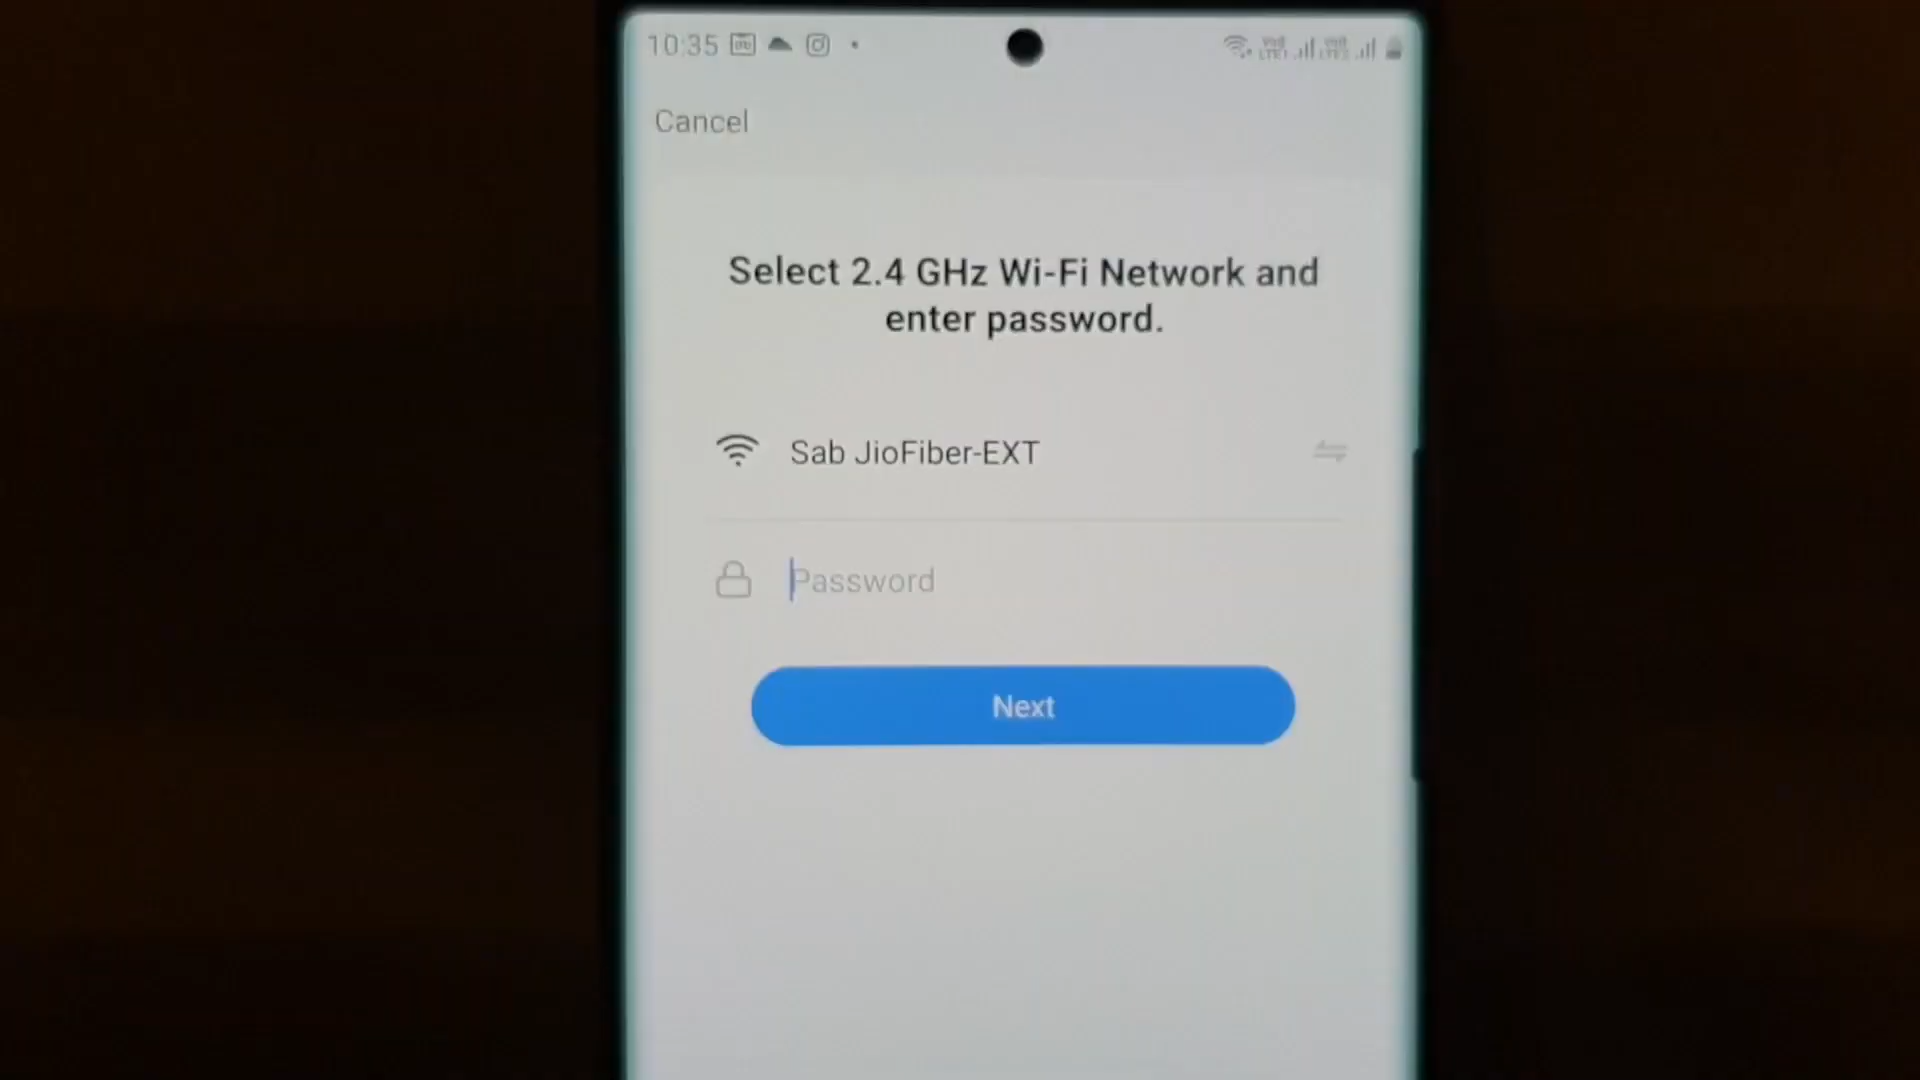 10:35
Cancel
Select 2.4 GHz Wi-Fi Network and
enter password.
Sab JioFiber-EXT
Password
Next